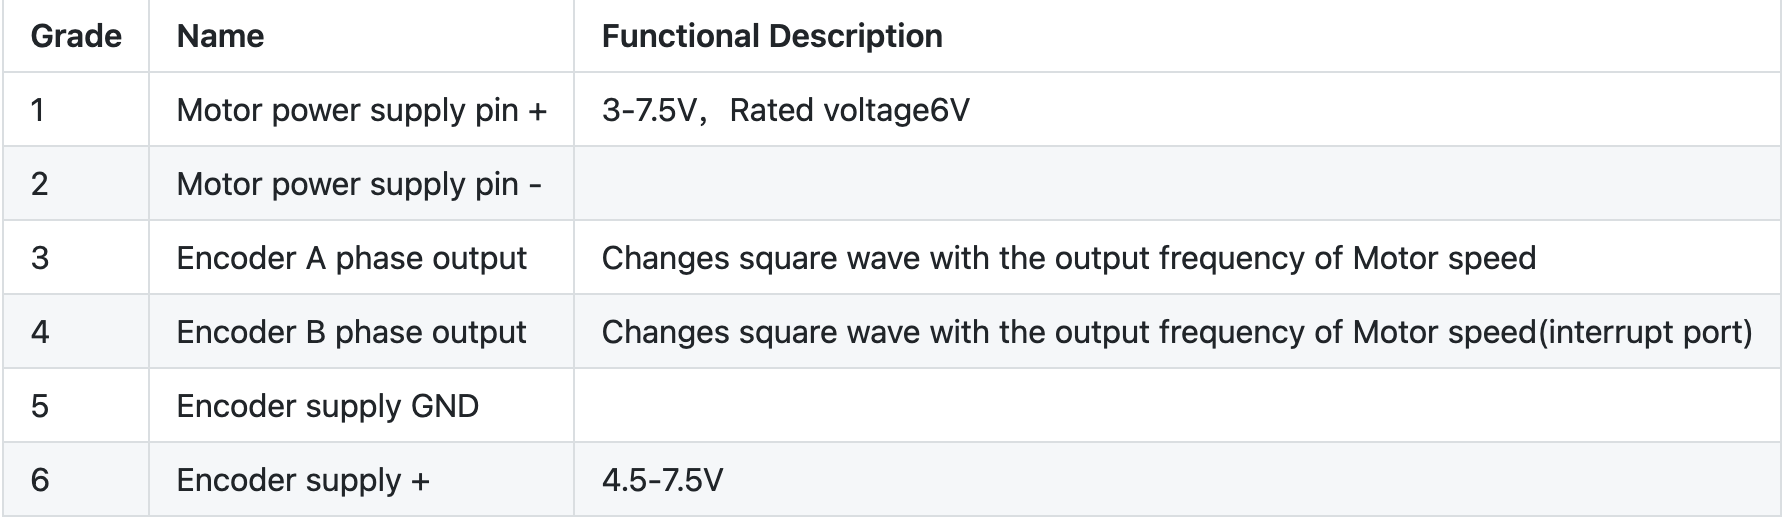 Grade Name Functional Description
1 Motor power supply pin + 3-7.5V，Rated voltage6V
2 Motor power supply pin -
3 Encoder A phase output Changes square wave with the output frequency of Motor speed
4 Encoder B phase output Changes square wave with the output frequency of Motor speed(interrupt port)
5 Encoder supply GND
6 Encoder supply + 4.5-7.5V